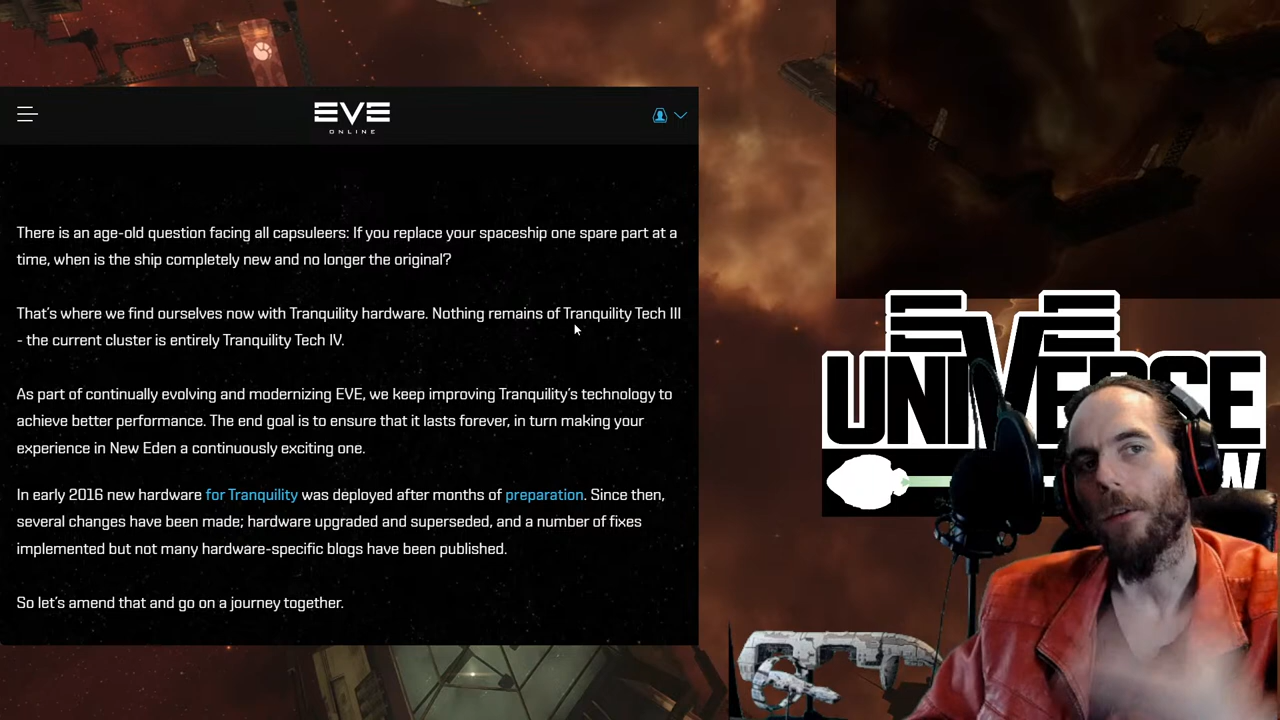 EVE
ONLINE
There is an age-old question facing all capsuleers: If you replace your spaceship one spare part at a
time, when is the ship completely new and no longer the original?
That's where we find ourselves now with Tranquility hardware. Nothing remains of Tranquility Tech III
- the current cluster is entirely Tranquility Tech IV.
As part of continually evolving and modernizing EVE, we keep improving Tranquility's technology to
achieve better performance. The end goal is to ensure that it lasts forever, in turn making your
experience in New Eden a continuously exciting one.
In early 2016 new hardware for Tranquility was deployed after months of preparation. Since then,
several changes have been made; hardware upgraded and superseded, and a number of fixes
implemented but not many hardware-specific blogs have been published.
So let's amend that and go on a journey together.
EVE
UNIVERSE